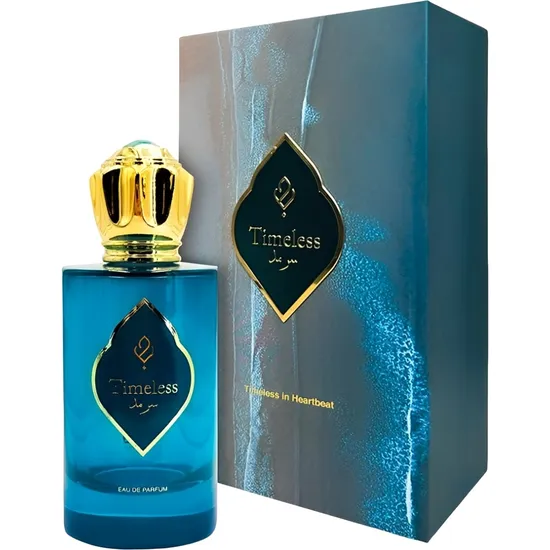 Timeless
سرمد
EAU DE PARFUM
Timeless
سرمد
Timeless in Heartbeat